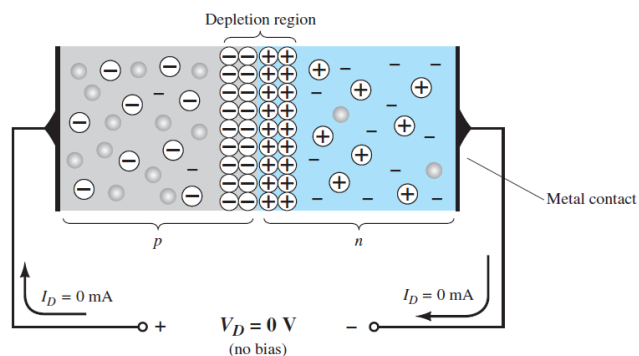 Depletion region
p
n
Metal contact
I_D = 0 mA
I_D = 0 mA
+ V_D = 0 V −
(no bias)